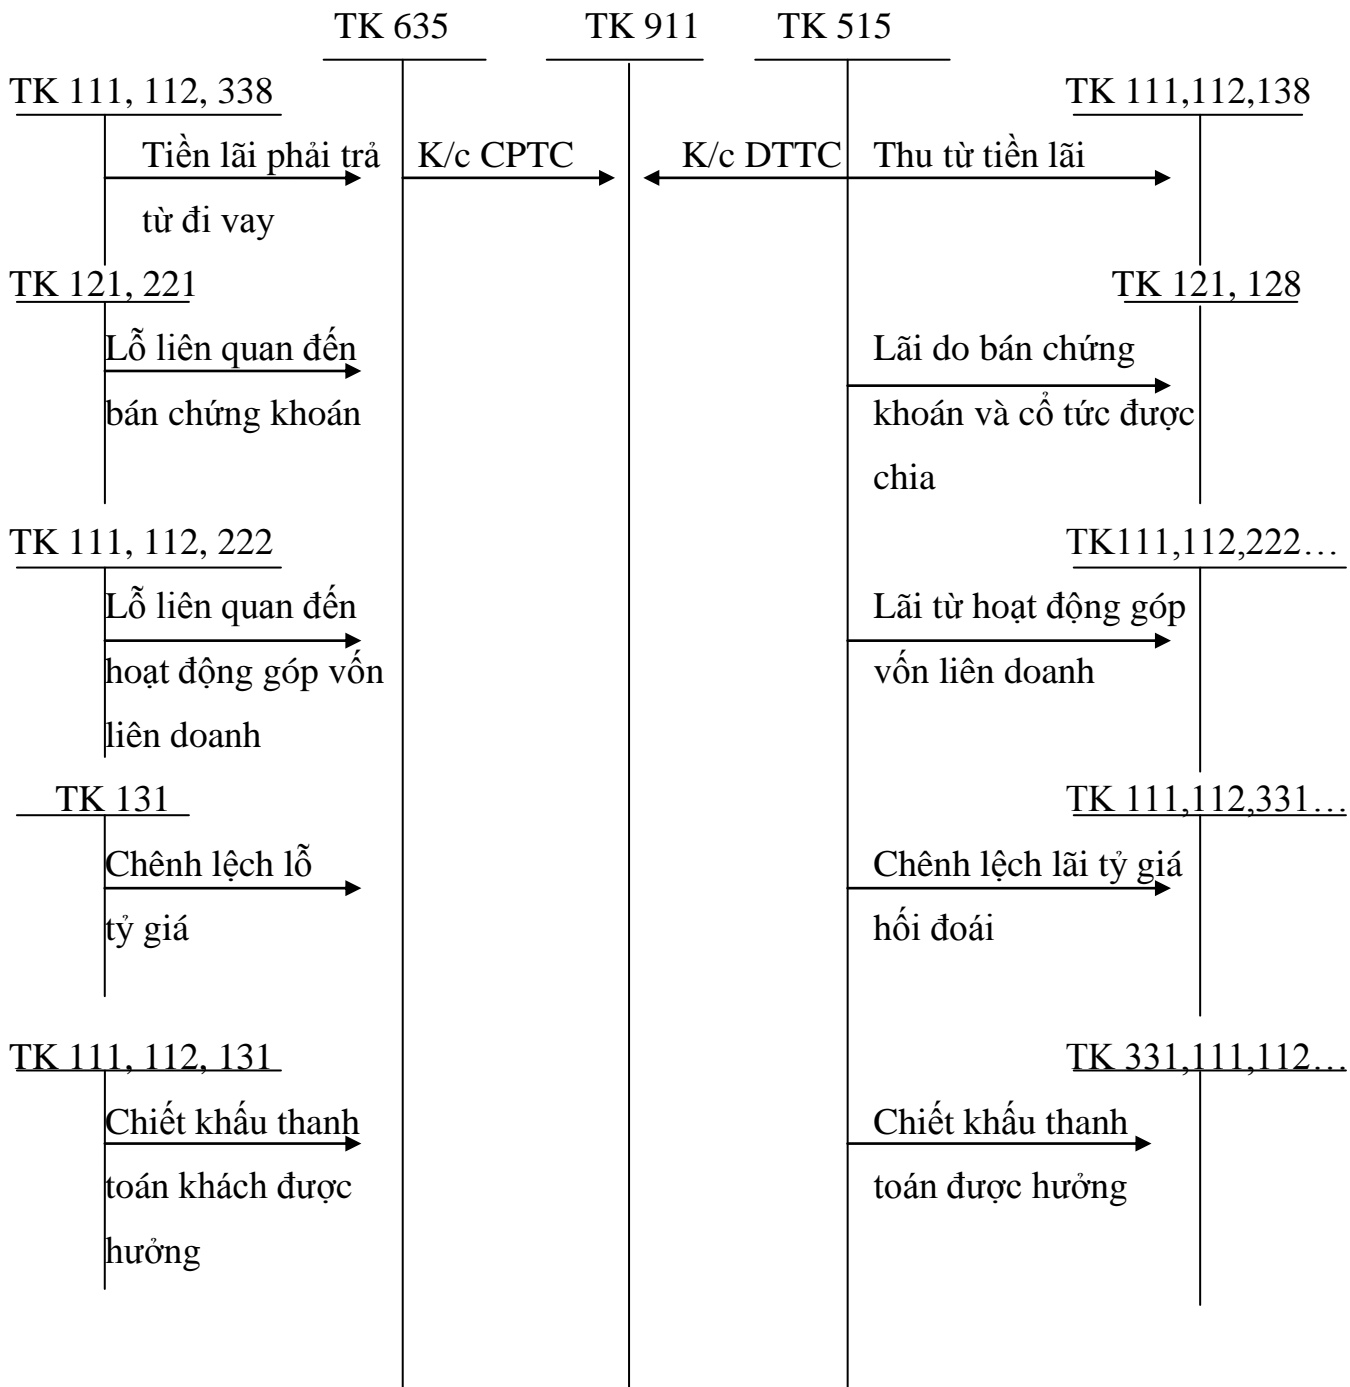 TK 635 TK 911 TK 515
TK 111, 112, 338 TK 111,112,138
Tiền lãi phải trả K/c CPTC K/c DTTC Thu từ tiền lãi
từ đi vay
TK 121, 221 TK 121, 128
Lỗ liên quan đến Lãi do bán chứng
bán chứng khoán khoán và cổ tức được
chia
TK 111, 112, 222 TK111,112,222…
Lỗ liên quan đến Lãi từ hoạt động góp
hoạt động góp vốn vốn liên doanh
liên doanh
TK 131 TK 111,112,331…
Chênh lệch lỗ Chênh lệch lãi tỷ giá
tỷ giá hối đoái
TK 111, 112, 131 TK 331,111,112…
Chiết khấu thanh Chiết khấu thanh
toán khách được toán được hưởng
hưởng